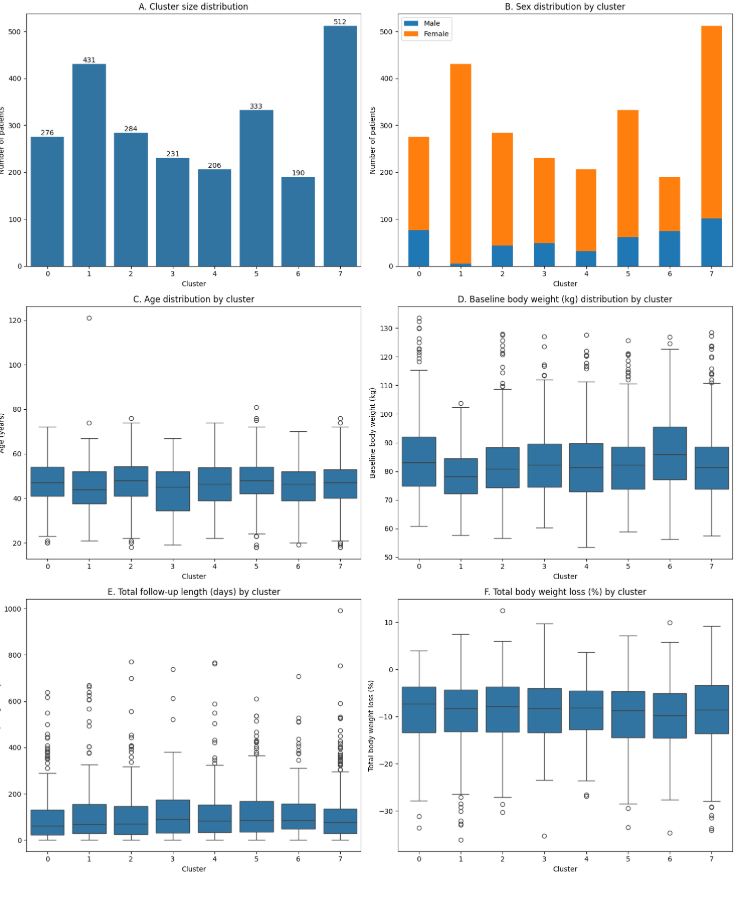 A. Cluster size distribution
500
400
300
200
100
0
276
431
284
231
206
333
190
512
0 1 2 3 4 5 6 7
Cluster
Number of patients
B. Sex distribution by cluster
Male
Female
500
400
300
200
100
0
0 1 2 3 4 5 6 7
Cluster
Number of patients
C. Age distribution by cluster
120
100
80
60
40
20
0 1 2 3 4 5 6 7
Cluster
Age (years)
D. Baseline body weight (kg) distribution by cluster
130
120
110
100
90
80
70
60
50
0 1 2 3 4 5 6 7
Cluster
Baseline body weight (kg)
E. Total follow-up length (days) by cluster
1000
800
600
400
200
0
0 1 2 3 4 5 6 7
Cluster
F. Total body weight loss (%) by cluster
10
0
−10
−20
−30
0 1 2 3 4 5 6 7
Cluster
Total body weight loss (%)